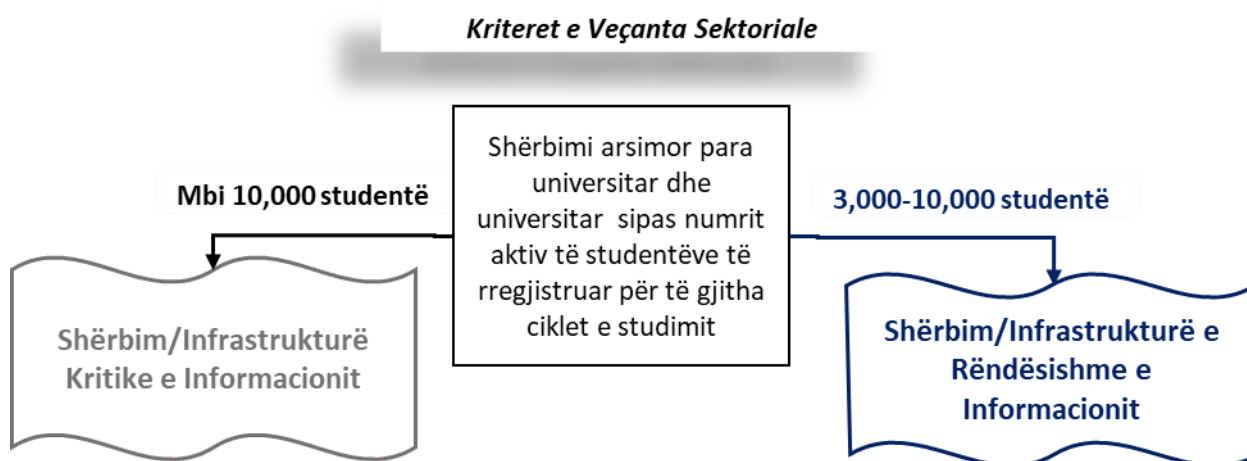 Kriteret e Veçanta Sektoriale
Shërbimi arsimor para
universitar dhe
universitar sipas numrit
aktiv të studentëve të
rregjistruar për të gjitha
ciklet e studimit
Mbi 10,000 studentë
3,000-10,000 studentë
Shërbim/Infrastrukturë
Kritike e Informacionit
Shërbim/Infrastrukturë e
Rëndësishme e
Informacionit